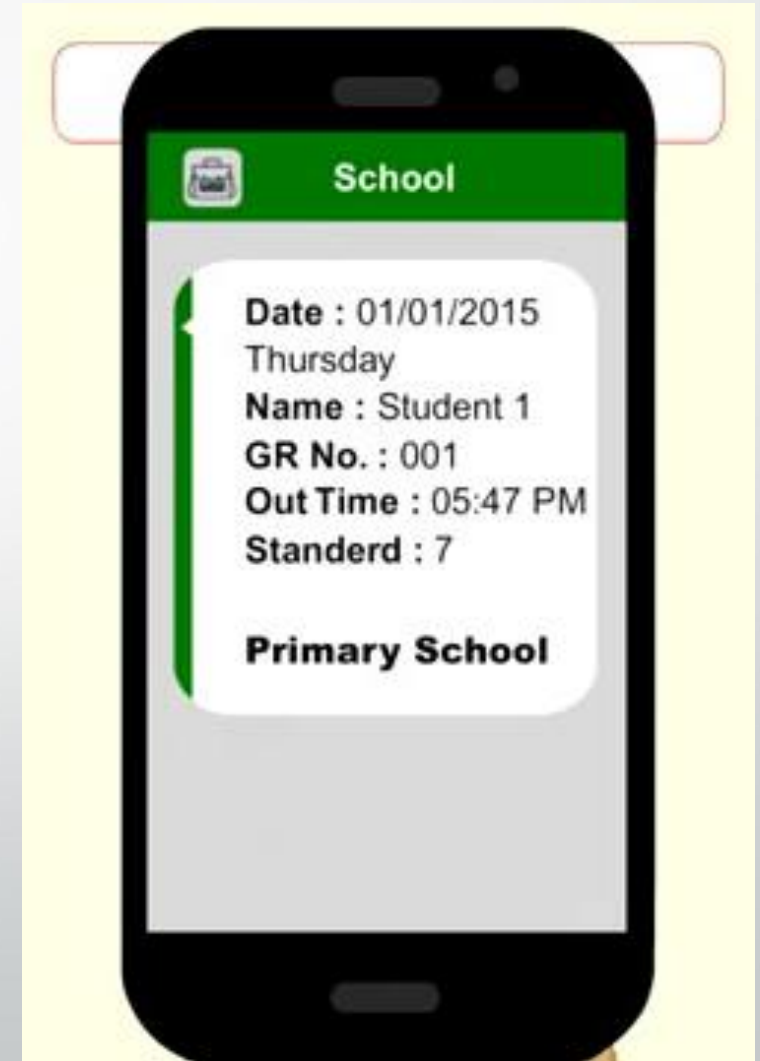 School
Date : 01/01/2015
Thursday
Name : Student 1
GR No. : 001
Out Time : 05:47 PM
Standerd : 7
Primary School